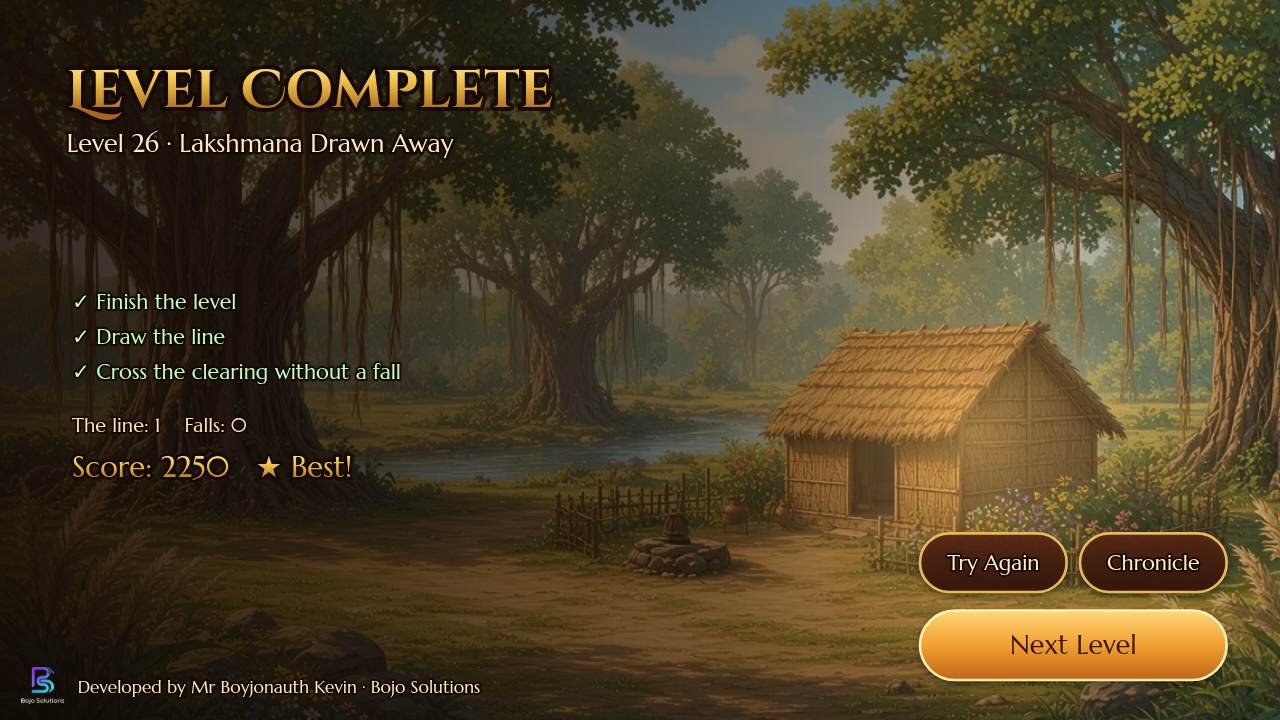 Level Complete
Level 26 · Lakshmana Drawn Away
✓ Finish the level
✓ Draw the line
✓ Cross the clearing without a fall
The line: 1 Falls: 0
Score: 2250 ★ Best!
Try Again
Chronicle
Next Level
Bojo Solutions
Developed by Mr Boyjonauth Kevin · Bojo Solutions